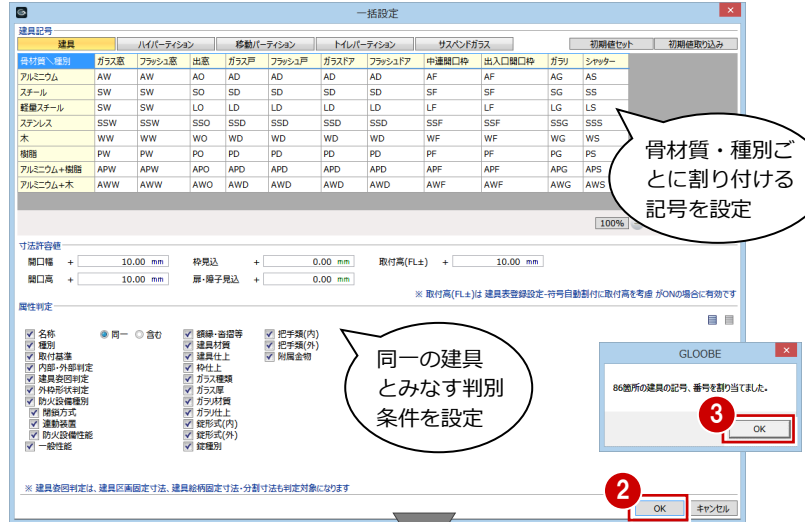 一括設定
建具記号
建具 ハイパーティション 移動パーティション トイレパーティション サスペンドガラス 初期値セット 初期値取り込み
骨材質＼種別 ガラス窓 フラッシュ窓 出窓 ガラス戸 フラッシュ戸 ガラスドア フラッシュドア 中連開口枠 出入口開口枠 ガラリ シャッター
アルミニウム AW AW AO AD AD AD AD AF AF AG AS
スチール SW SW SO SD SD SD SD SF SF SG SS
軽量スチール SW SW LO LD LD LD LD LF LF LG LS
ステンレス SSW SSW SSO SSD SSD SSD SSD SSF SSF SSG SSS
木 WW WW WO WD WD WD WD WF WF WG WS
樹脂 PW PW PO PD PD PD PD PF PF PG PS
アルミニウム+樹脂 APW APW APO APD APD APD APD APF APF APG APS
アルミニウム+木 AWW AWW AWO AWD AWD AWD AWD AWF AWF AWG AWS
骨材質・種別ご
とに割り付ける
記号を設定
100%
寸法許容値
開口幅 + 10.00 mm 枠見込 + 0.00 mm 取付高(FL±) + 10.00 mm
開口高 + 10.00 mm 扉・障子見込 + 0.00 mm
※ 取付高(FL±)は 建具表登録設定-符号自動割付に取付高を考慮 がONの場合に有効です
属性判定
名称 同一 含む 額縁・沓摺等 把手類(内)
種別 建具材質 把手類(外)
取付基準 建具仕上 附属金物
内部・外部判定 枠仕上
建具姿図判定 ガラス種類
外枠形状判定 ガラス厚
防火設備種別 ガラリ材質
閉鎖方式 ガラリ仕上
連動装置 錠形式(内)
防火設備性能 錠形式(外)
一般性能 錠種別
同一の建具
とみなす判別
条件を設定
GLOOBE
86箇所の建具の記号、番号を割り当てました。
3
OK
※ 建具姿図判定は、建具区画固定寸法、建具絵柄固定寸法・分割寸法も判定対象になります
2
OK キャンセル